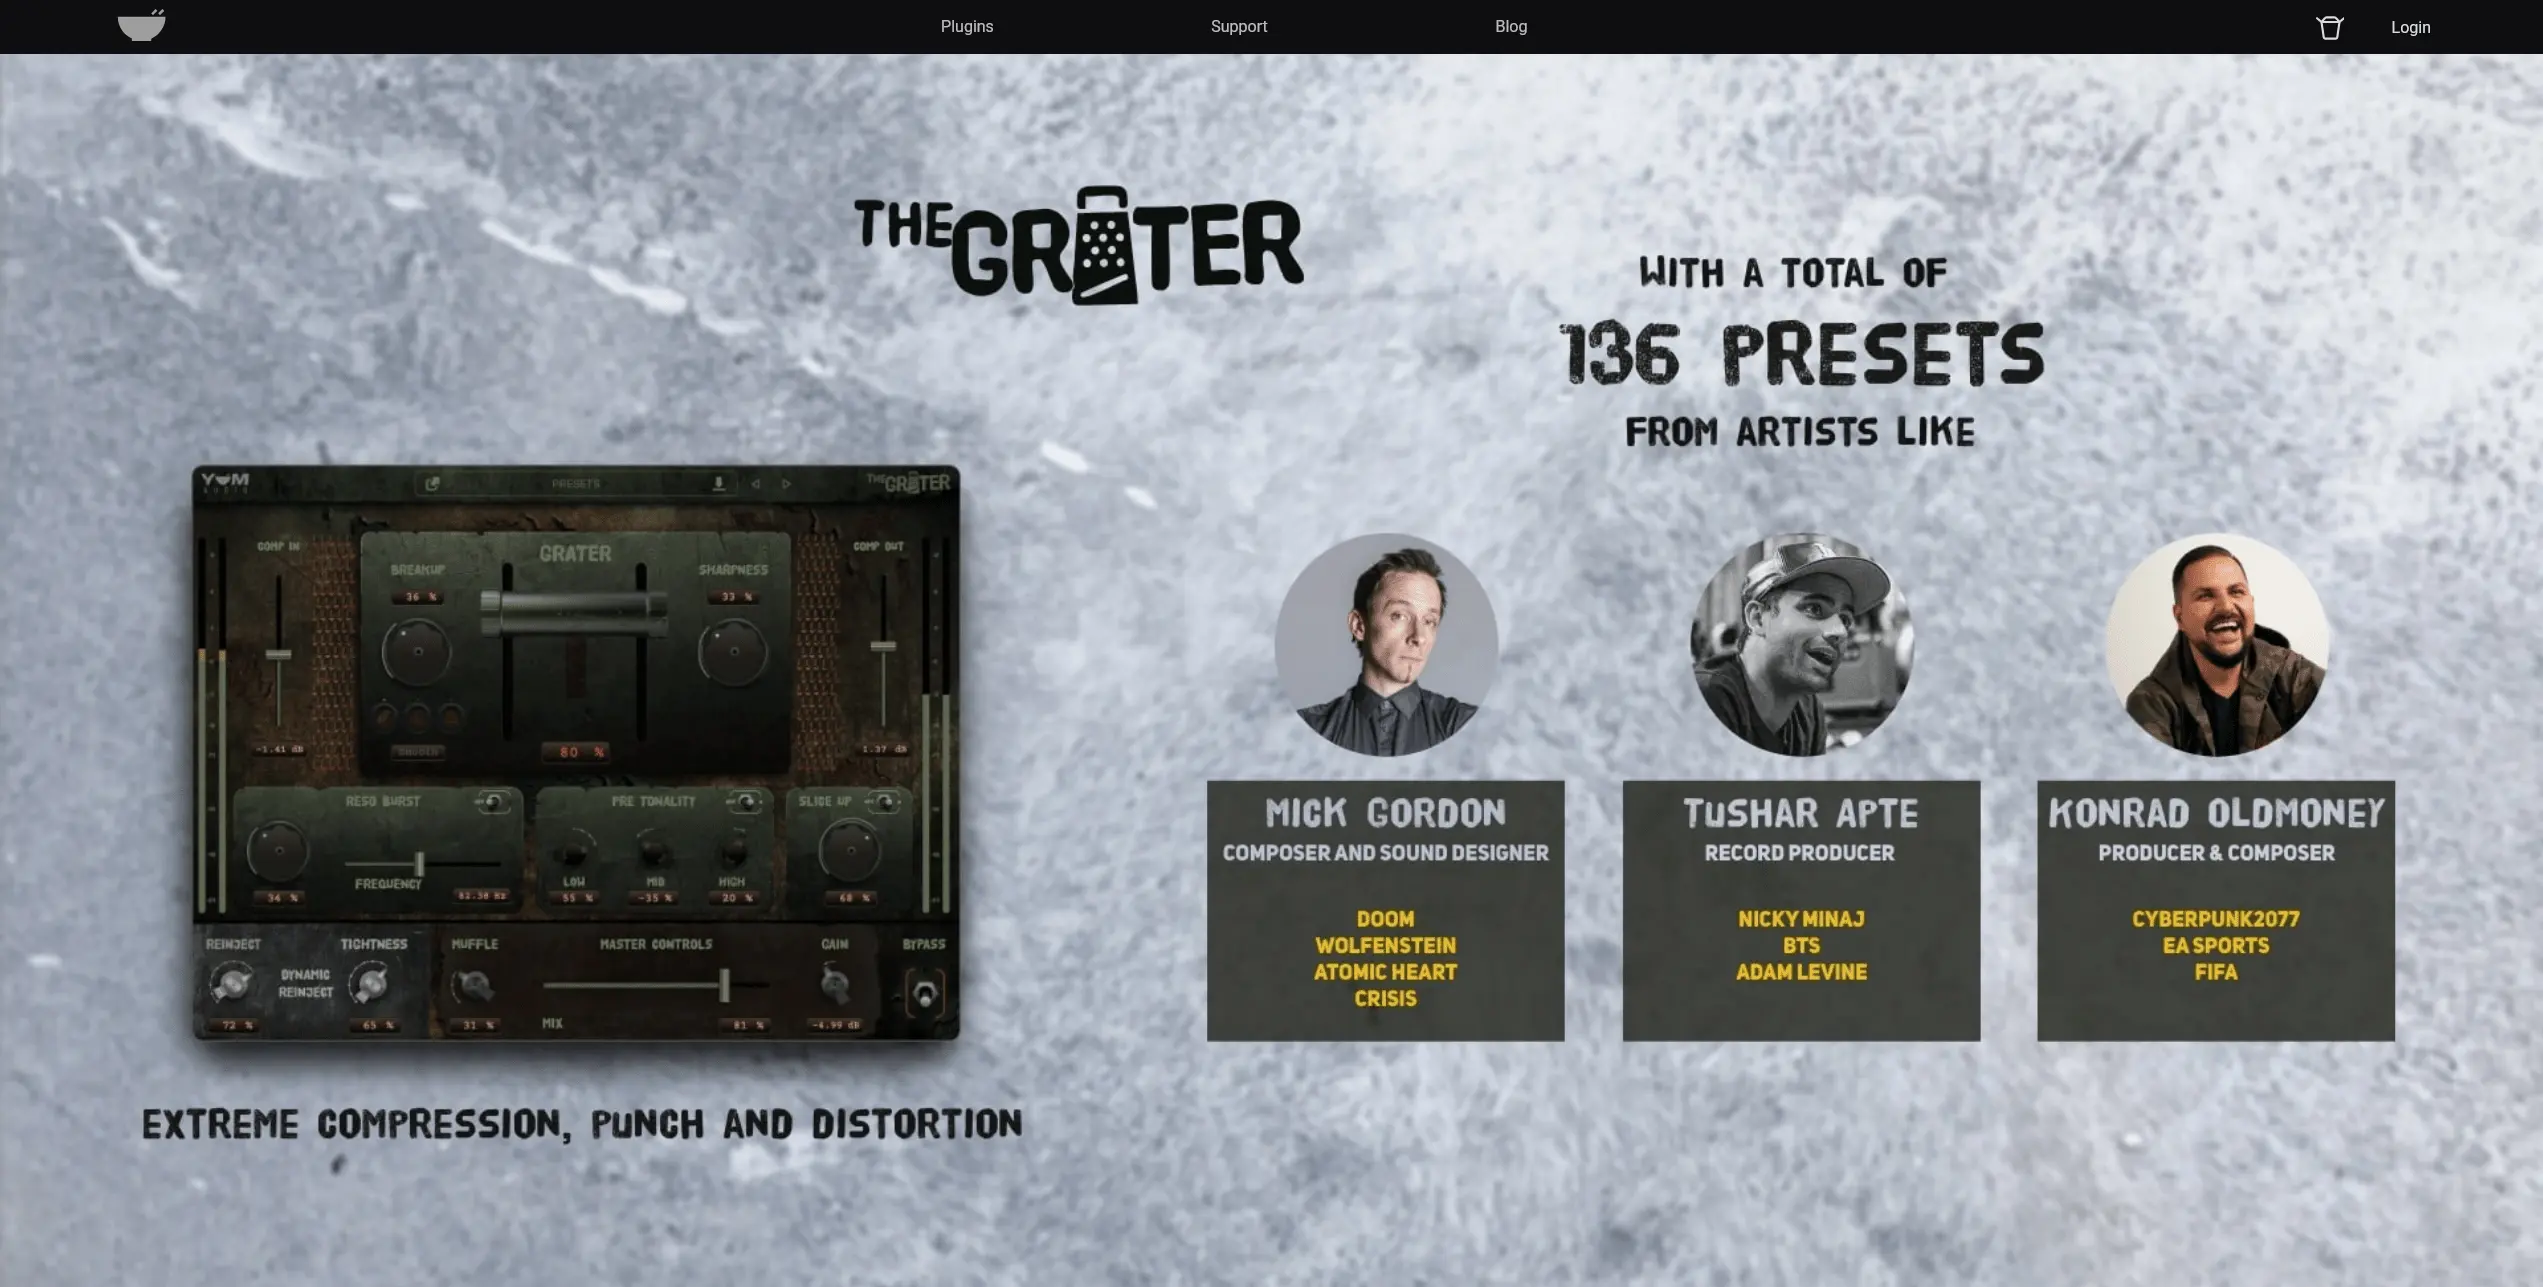 Plugins
Support
Blog
Login
THE GRATER
WITH A TOTAL OF
136 PRESETS
FROM ARTISTS LIKE
YUM
AUDIO
PRESETS
THE GRATER
COMP IN
GRATER
COMP OUT
BREAKUP
SHARPNESS
36 %
33 %
-1.41 dB
SMOOTH
80 %
1.37 dB
RESO BURST
OFF
PRE TONALITY
OFF
SLICE UP
OFF
FREQUENCY
LOW
MID
HIGH
34 %
82.38 Hz
55 %
-35 %
20 %
68 %
REINJECT
TIGHTNESS
MUFFLE
MASTER CONTROLS
GAIN
BYPASS
DYNAMIC
REINJECT
72 %
65 %
31 %
MIX
81 %
-4.99 dB
EXTREME COMPRESSION, PUNCH AND DISTORTION
MICK GORDON
COMPOSER AND SOUND DESIGNER
DOOM
WOLFENSTEIN
ATOMIC HEART
CRISIS
TUSHAR APTE
RECORD PRODUCER
NICKY MINAJ
BTS
ADAM LEVINE
KONRAD OLDMONEY
PRODUCER & COMPOSER
CYBERPUNK2077
EA SPORTS
FIFA